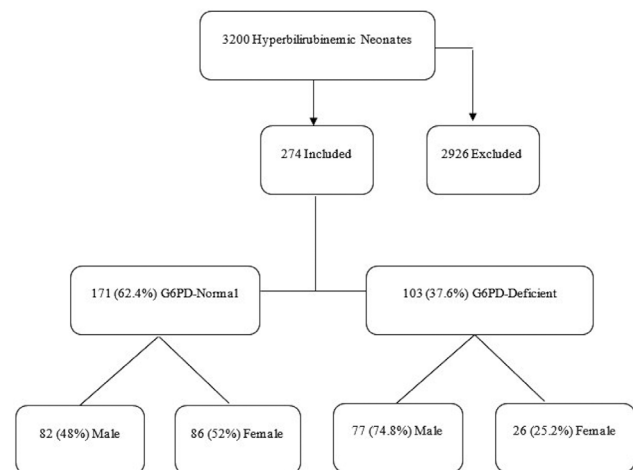 3200 Hyperbilirubinemic Neonates
274 Included
2926 Excluded
171 (62.4%) G6PD-Normal
103 (37.6%) G6PD-Deficient
82 (48%) Male
86 (52%) Female
77 (74.8%) Male
26 (25.2%) Female